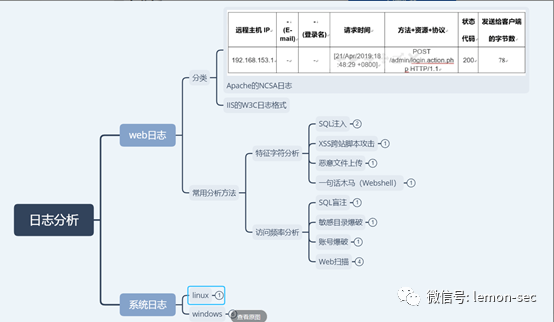 远程主机 IP
-
(E-mail)
-
(登录名)
请求时间
方法+资源+协议
状态代码
发送给客户端的字节数
192.168.153.1
-
-
[21/Apr/2019:18:48:29 +0800]
POST /admin/login.action.php HTTP/1.1
200
78
Apache的NCSA日志
分类
IIS的W3C日志格式
web日志
SQL注入
2
XSS跨站脚本攻击
1
特征字符分析
恶意文件上传
1
一句话木马（Webshell）
1
常用分析方法
SQL盲注
1
敏感目录爆破
1
访问频率分析
账号爆破
1
Web扫描
4
日志分析
系统日志
linux
1
windows
查看原图
微信号: lemon-sec